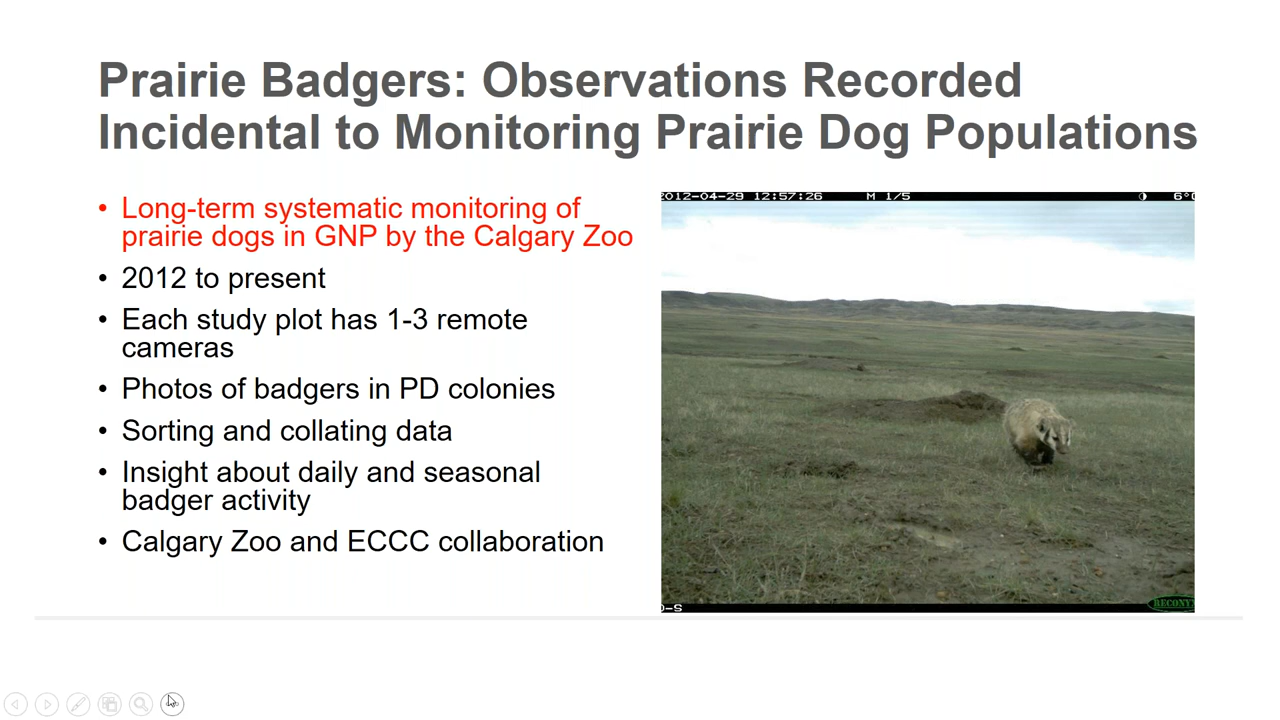 Prairie Badgers: Observations Recorded
Incidental to Monitoring Prairie Dog Populations
• Long-term systematic monitoring of
prairie dogs in GNP by the Calgary Zoo
• 2012 to present
• Each study plot has 1-3 remote
cameras
• Photos of badgers in PD colonies
• Sorting and collating data
• Insight about daily and seasonal
badger activity
• Calgary Zoo and ECCC collaboration
2012-04-29 12:57:26 M 1/5 6°
RECONY